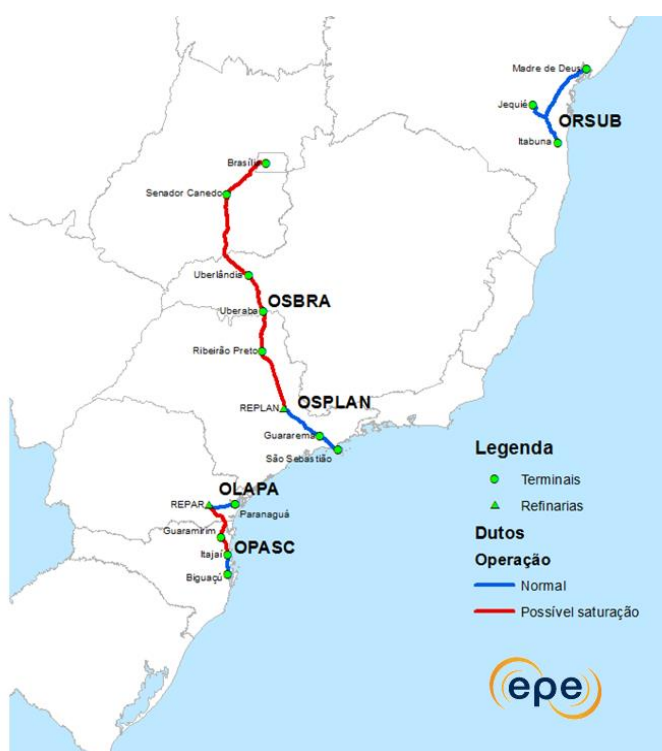 Madre de Deus
Jequié
ORSUB
Itabuna
Brasília
Senador Canedo
Uberlândia
OSBRA
Uberaba
Ribeirão Preto
OSPLAN
REPLAN
Guararema
São Sebastião
OLAPA
REPAR
Paranaguá
Guaramirim
OPASC
Itajaí
Biguaçú
Legenda
Terminais
Refinarias
Dutos
Operação
Normal
Possível saturação
epe